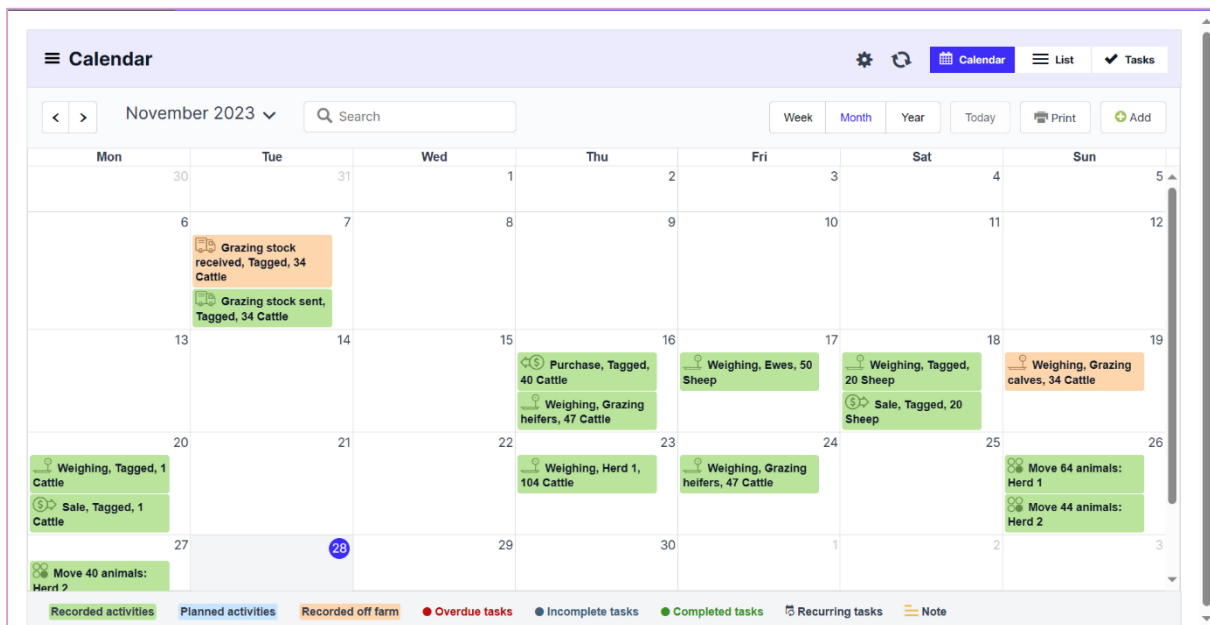 Calendar
Calendar
List
Tasks
November 2023
Search
Week
Month
Year
Today
Print
Add
Mon
Tue
Wed
Thu
Fri
Sat
Sun
30
31
1
2
3
4
5
6
7
8
9
10
11
12
Grazing stock
received, Tagged, 34
Cattle
Grazing stock sent,
Tagged, 34 Cattle
13
14
15
16
17
18
19
Purchase, Tagged,
40 Cattle
Weighing, Grazing
heifers, 47 Cattle
Weighing, Ewes, 50
Sheep
Weighing, Tagged,
20 Sheep
Sale, Tagged, 20
Sheep
Weighing, Grazing
calves, 34 Cattle
20
21
22
23
24
25
26
Weighing, Tagged, 1
Cattle
Sale, Tagged, 1
Cattle
Weighing, Herd 1,
104 Cattle
Weighing, Grazing
heifers, 47 Cattle
Move 64 animals:
Herd 1
Move 44 animals:
Herd 2
27
28
29
30
1
2
3
Move 40 animals:
Herd 2
Recorded activities
Planned activities
Recorded off farm
Overdue tasks
Incomplete tasks
Completed tasks
Recurring tasks
Note